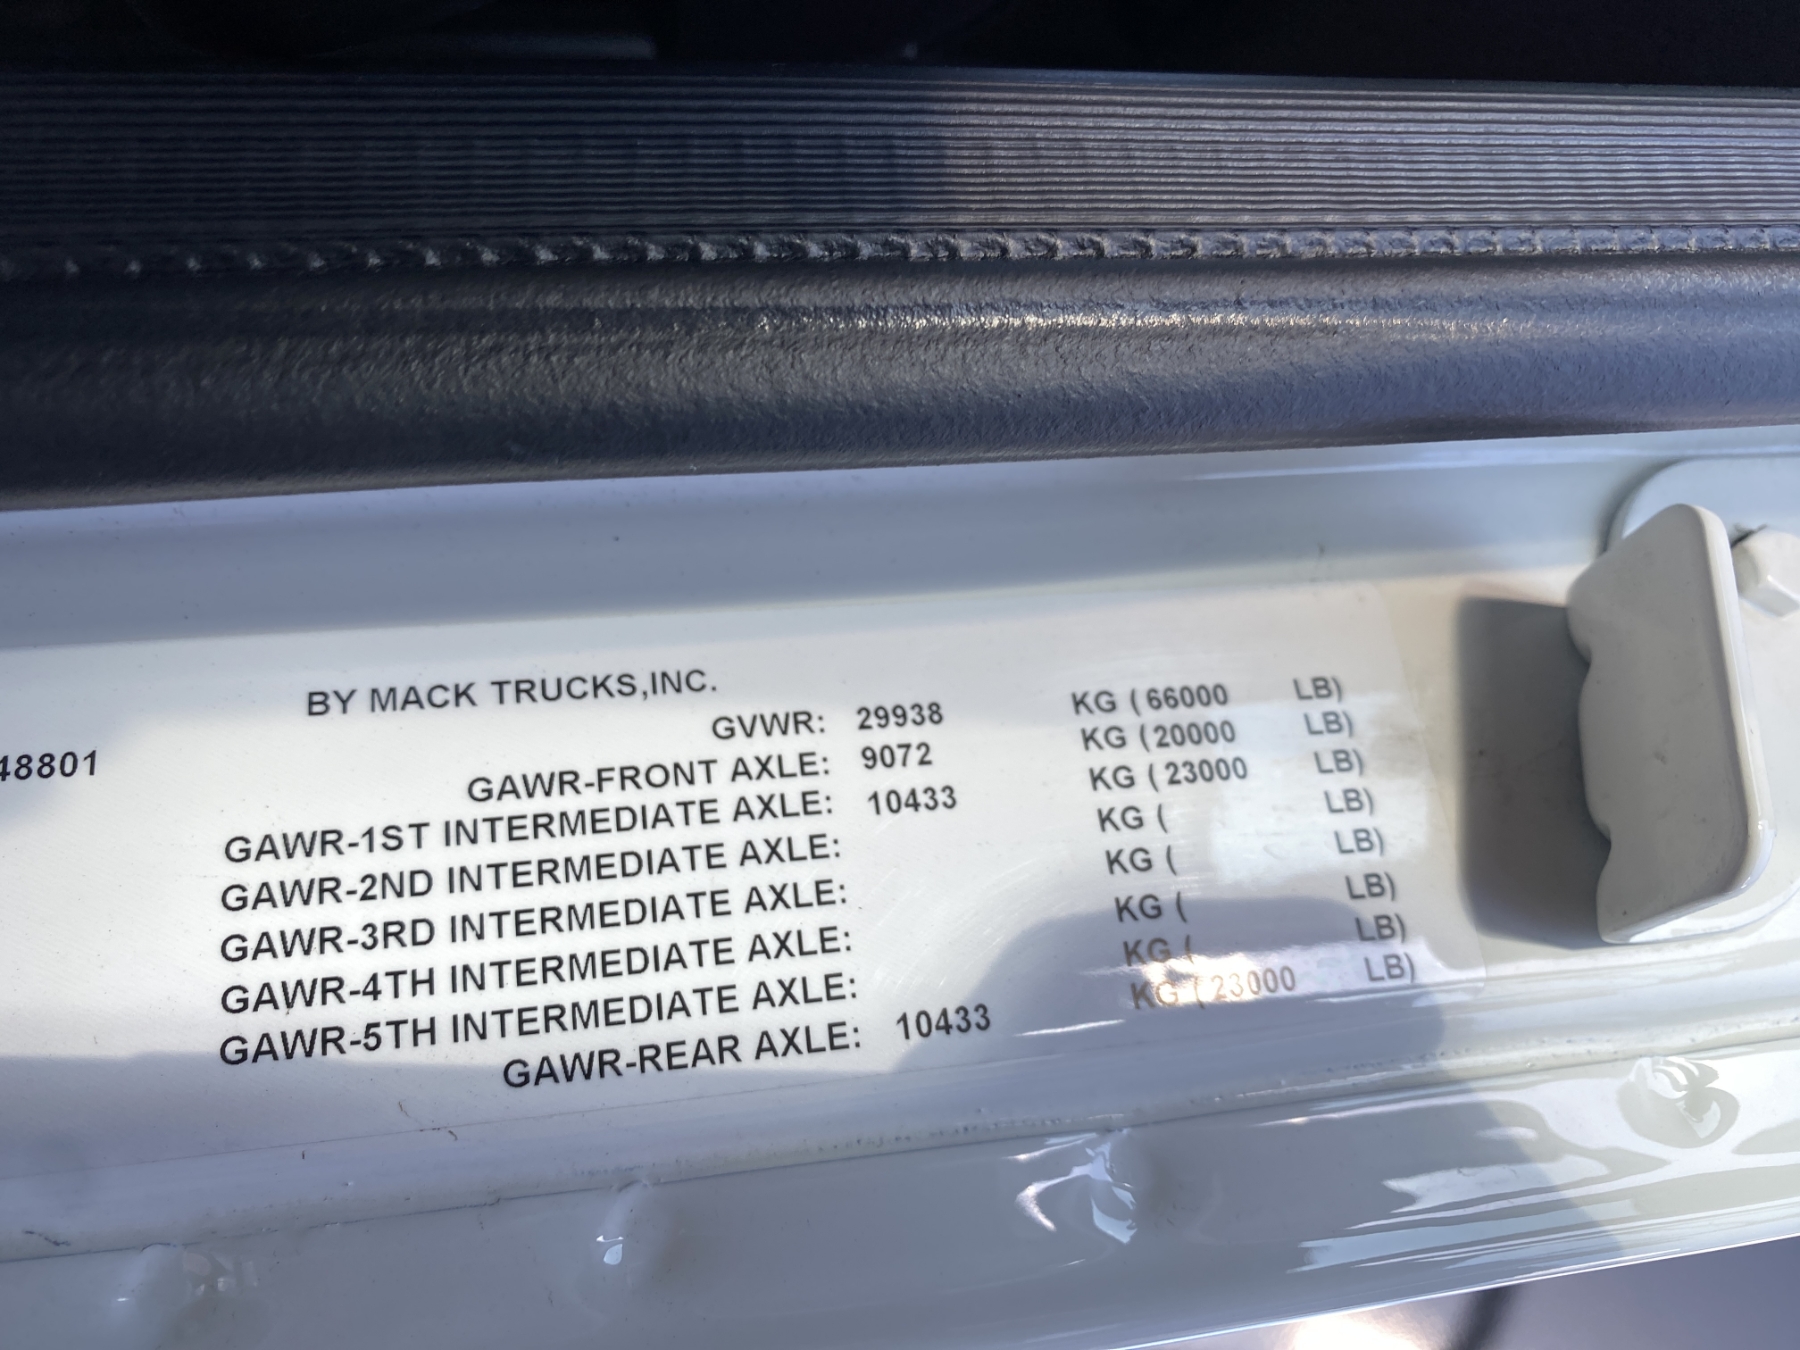 BY MACK TRUCKS,INC.
GVWR: 29938 KG (66000 LB)
48801
GAWR-FRONT AXLE: 9072 KG (20000 LB)
GAWR-1ST INTERMEDIATE AXLE: 10433 KG (23000 LB)
GAWR-2ND INTERMEDIATE AXLE: KG ( LB)
GAWR-3RD INTERMEDIATE AXLE: KG ( LB)
GAWR-4TH INTERMEDIATE AXLE: KG ( LB)
GAWR-5TH INTERMEDIATE AXLE: KG ( LB)
GAWR-REAR AXLE: 10433 KG (23000 LB)